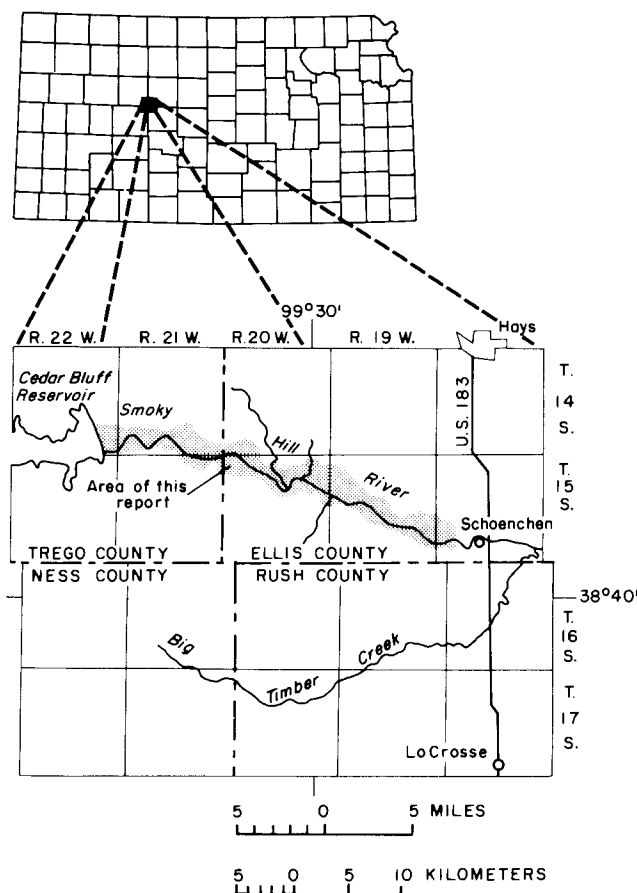 99°30'
Hays
R. 22 W. R. 21 W. R.20 W. R. 19 W.
Cedar Bluff
Reservoir
Smoky
U.S. 183
T.
14
S.
Hill
Area of this
report
River
T.
15
S.
Schoenchen
TREGO COUNTY ELLIS COUNTY
NESS COUNTY RUSH COUNTY
38°40'
Big
Timber
Creek
T.
16
S.
T.
17
S.
LoCrosse
5 0 5 MILES
5 0 5 10 KILOMETERS